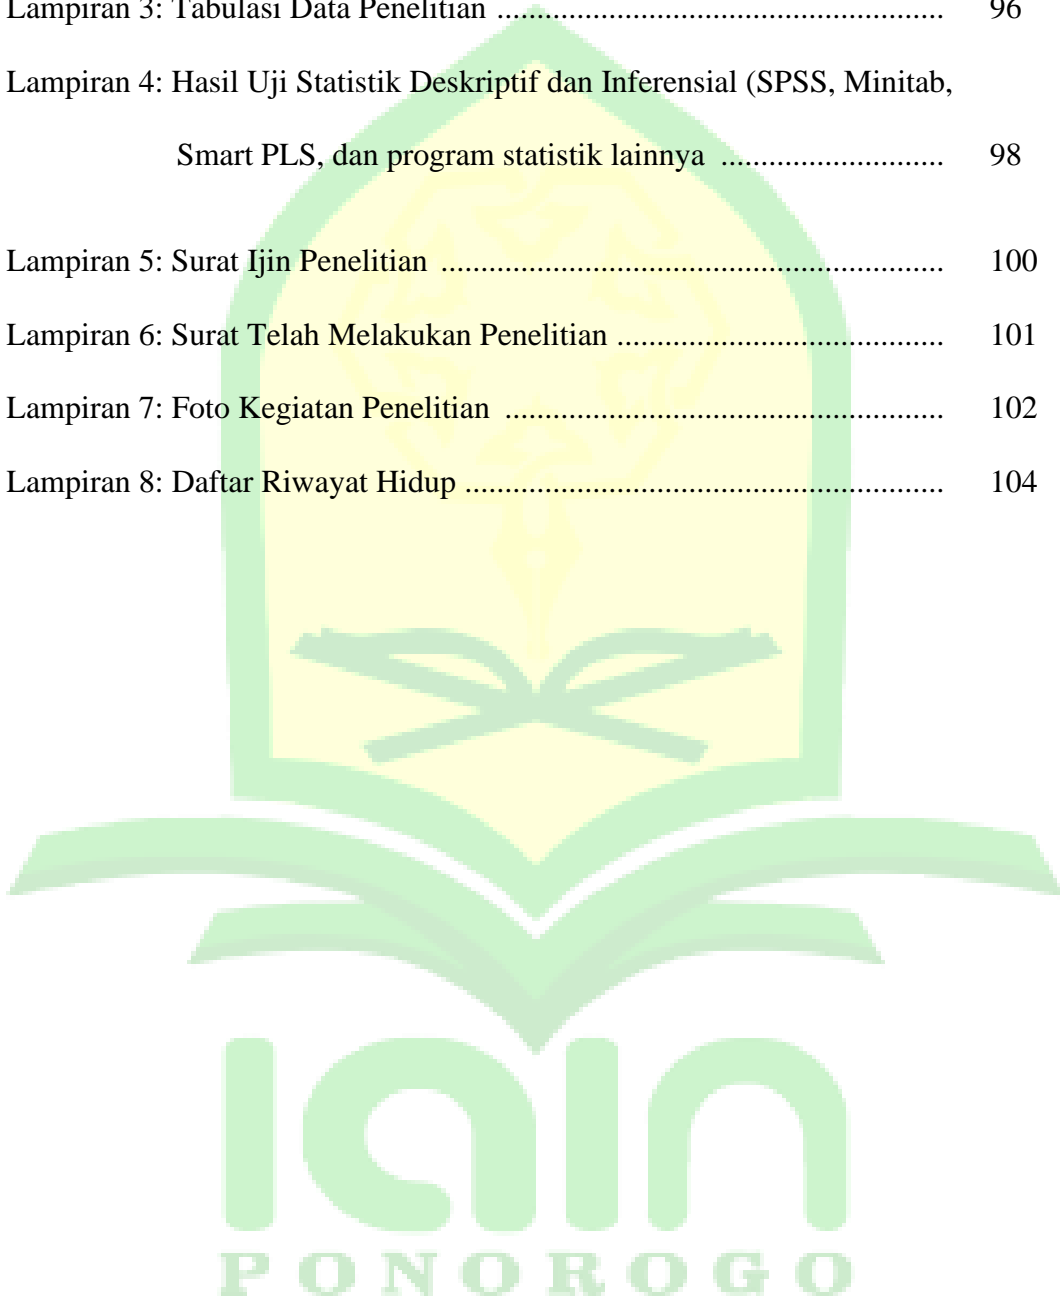 Lampiran 3: Tabulasi Data Penelitian ........................................................ 96
Lampiran 4: Hasil Uji Statistik Deskriptif dan Inferensial (SPSS, Minitab,
Smart PLS, dan program statistik lainnya ............................ 98
Lampiran 5: Surat Ijin Penelitian ............................................................... 100
Lampiran 6: Surat Telah Melakukan Penelitian ......................................... 101
Lampiran 7: Foto Kegiatan Penelitian ....................................................... 102
Lampiran 8: Daftar Riwayat Hidup ............................................................ 104
IAIN
PONOROGO